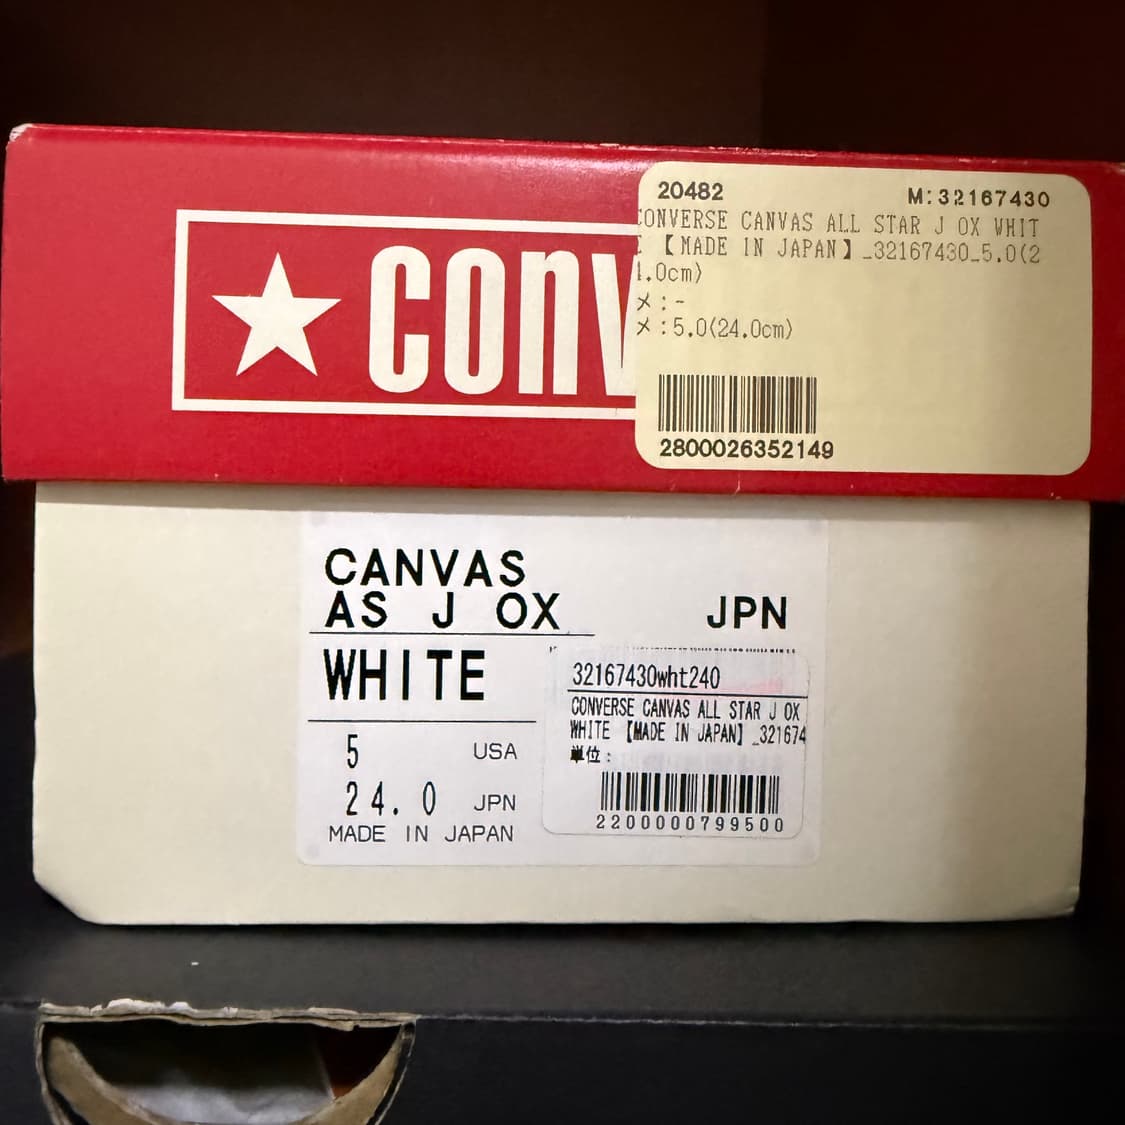 conv
20482 M:32167430
CONVERSE CANVAS ALL STAR J OX WHIT
E 【MADE IN JAPAN】_32167430_5.0(2
4.0cm)
メ:-
メ:5.0(24.0cm)
2800026352149
CANVAS
AS J OX JPN
WHITE
32167430wht240
CONVERSE CANVAS ALL STAR J OX
WHITE 【MADE IN JAPAN】_321674
単位:
2200000799500
5 USA
24.0 JPN
MADE IN JAPAN